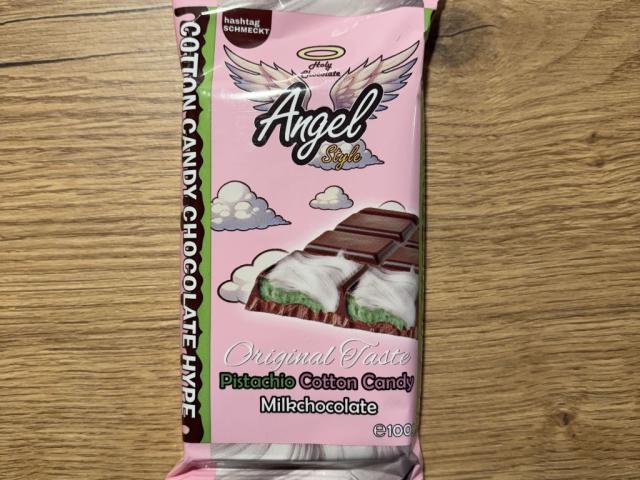 hashtag
SCHMECKT
COTTON CANDY CHOCOLATE HYPE
Holy
Chocolate
Angel
Style
Original Taste
Pistachio Cotton Candy
Milkchocolate
℮100